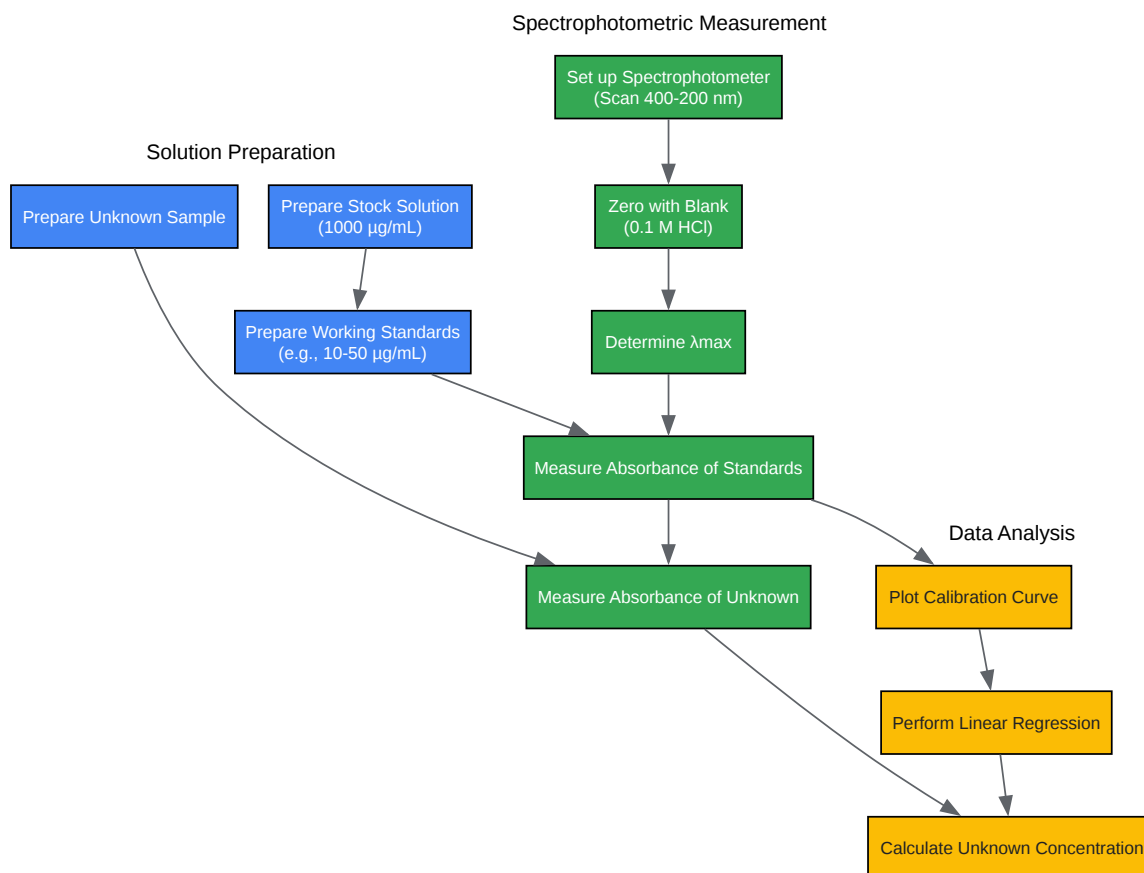 Spectrophotometric Measurement
Set up Spectrophotometer
(Scan 400-200 nm)
Solution Preparation
Prepare Unknown Sample
Prepare Stock Solution
(1000 µg/mL)
Zero with Blank
(0.1 M HCl)
Prepare Working Standards
(e.g., 10-50 µg/mL)
Determine λmax
Measure Absorbance of Standards
Data Analysis
Measure Absorbance of Unknown
Plot Calibration Curve
Perform Linear Regression
Calculate Unknown Concentration